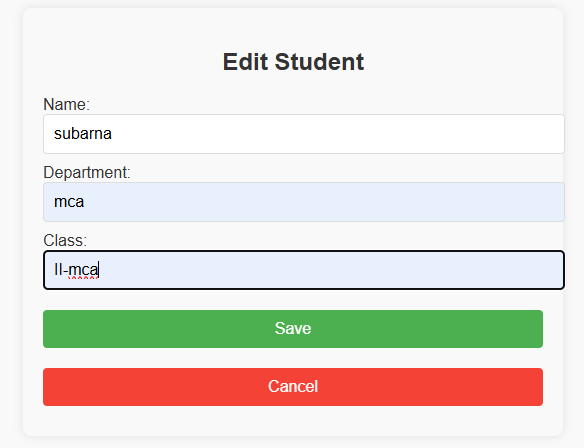 Edit Student
Name:
subarna
Department:
mca
Class:
II-mca
Save
Cancel